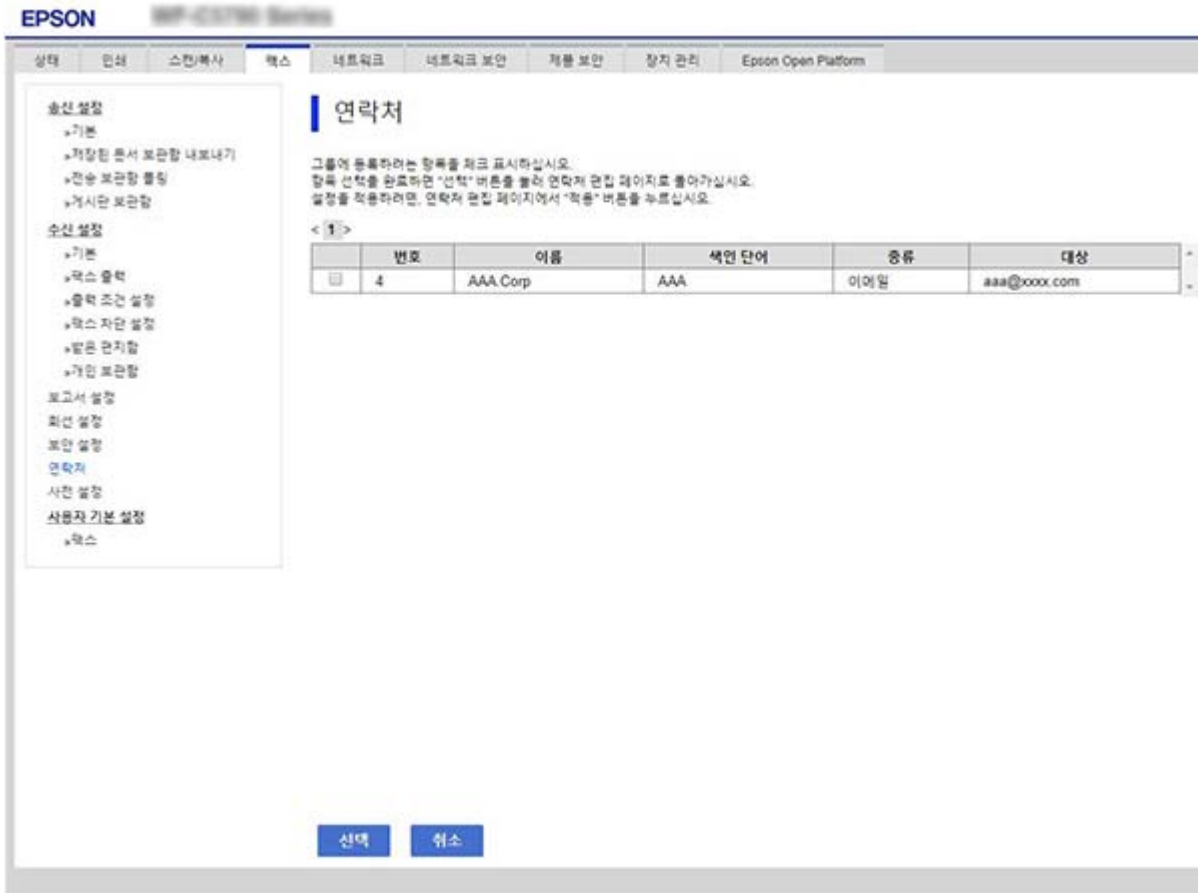 EPSON
상태 인쇄 스캔/복사 팩스 네트워크 네트워크 보안 제품 보안 장치 관리 Epson Open Platform
송신 설정
»기본
»저장된 문서 보관함 내보내기
»전송 보관함 폴링
»게시판 보관함
수신 설정
»기본
»팩스 출력
»출력 조건 설정
»팩스 차단 설정
»받은 편지함
»개인 보관함
보고서 설정
회선 설정
보안 설정
연락처
사전 설정
사용자 기본 설정
»팩스
연락처
그룹에 등록하려는 항목을 체크 표시하십시오.
항목 선택을 완료하면 "선택" 버튼을 눌러 연락처 편집 페이지로 돌아가십시오.
설정을 적용하려면, 연락처 편집 페이지에서 "적용" 버튼을 누르십시오.
< 1 >
번호 이름 색인 단어 종류 대상
4 AAA.Corp AAA 이메일 aaa@xxxx.com
선택 취소